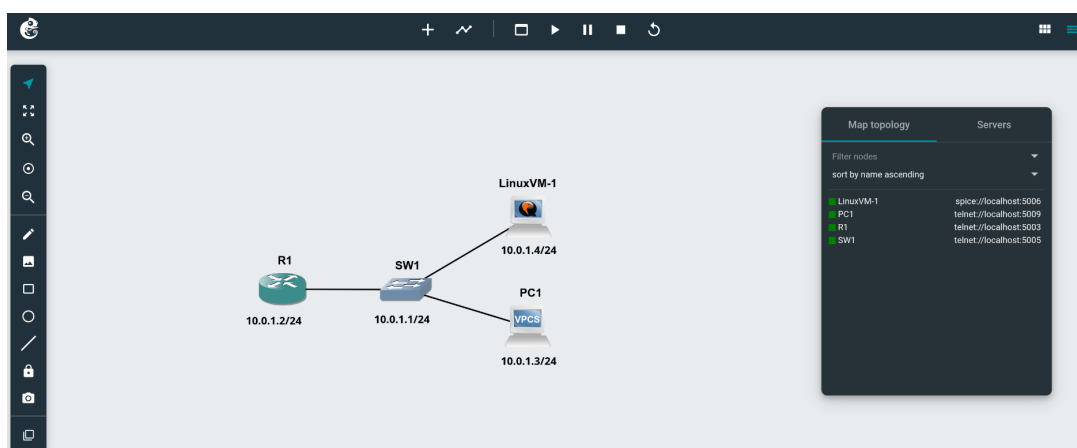 Map topology Servers
Filter nodes
sort by name ascending
LinuxVM-1 spice://localhost:5006
PC1 telnet://localhost:5009
R1 telnet://localhost:5003
SW1 telnet://localhost:5005
LinuxVM-1
10.0.1.4/24
R1
10.0.1.2/24
SW1
10.0.1.1/24
PC1
VPCS
10.0.1.3/24